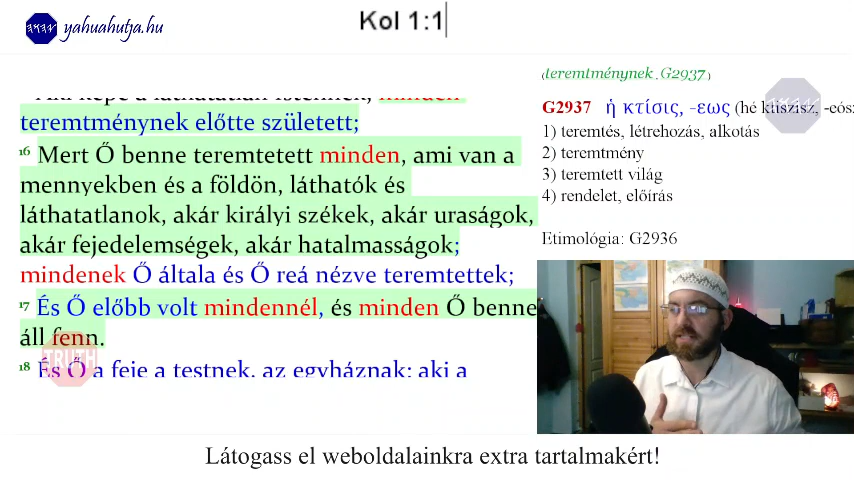 yahuahutja.hu
Kol 1:1
teremtménynek előtte született;
16 Mert Ő benne teremtetett minden, ami van a
mennyekben és a földön, láthatók és
láthatatlanok, akár királyi székek, akár uraságok,
akár fejedelemségek, akár hatalmasságok;
mindenek Ő általa és Ő reá nézve teremtettek;
17 És Ő előbb volt mindennél, és minden Ő benne
áll fenn.
18 És Ő a feje a testnek, az egyháznak: aki a
(teremtménynek . G2937)
G2937 ἡ κτίσις, -εως (hé ktiszisz, -eósz
1) teremtés, létrehozás, alkotás
2) teremtmény
3) teremtett világ
4) rendelet, előírás
Etimológia: G2936
TRUTH
Látogass el weboldalainkra extra tartalmakért!